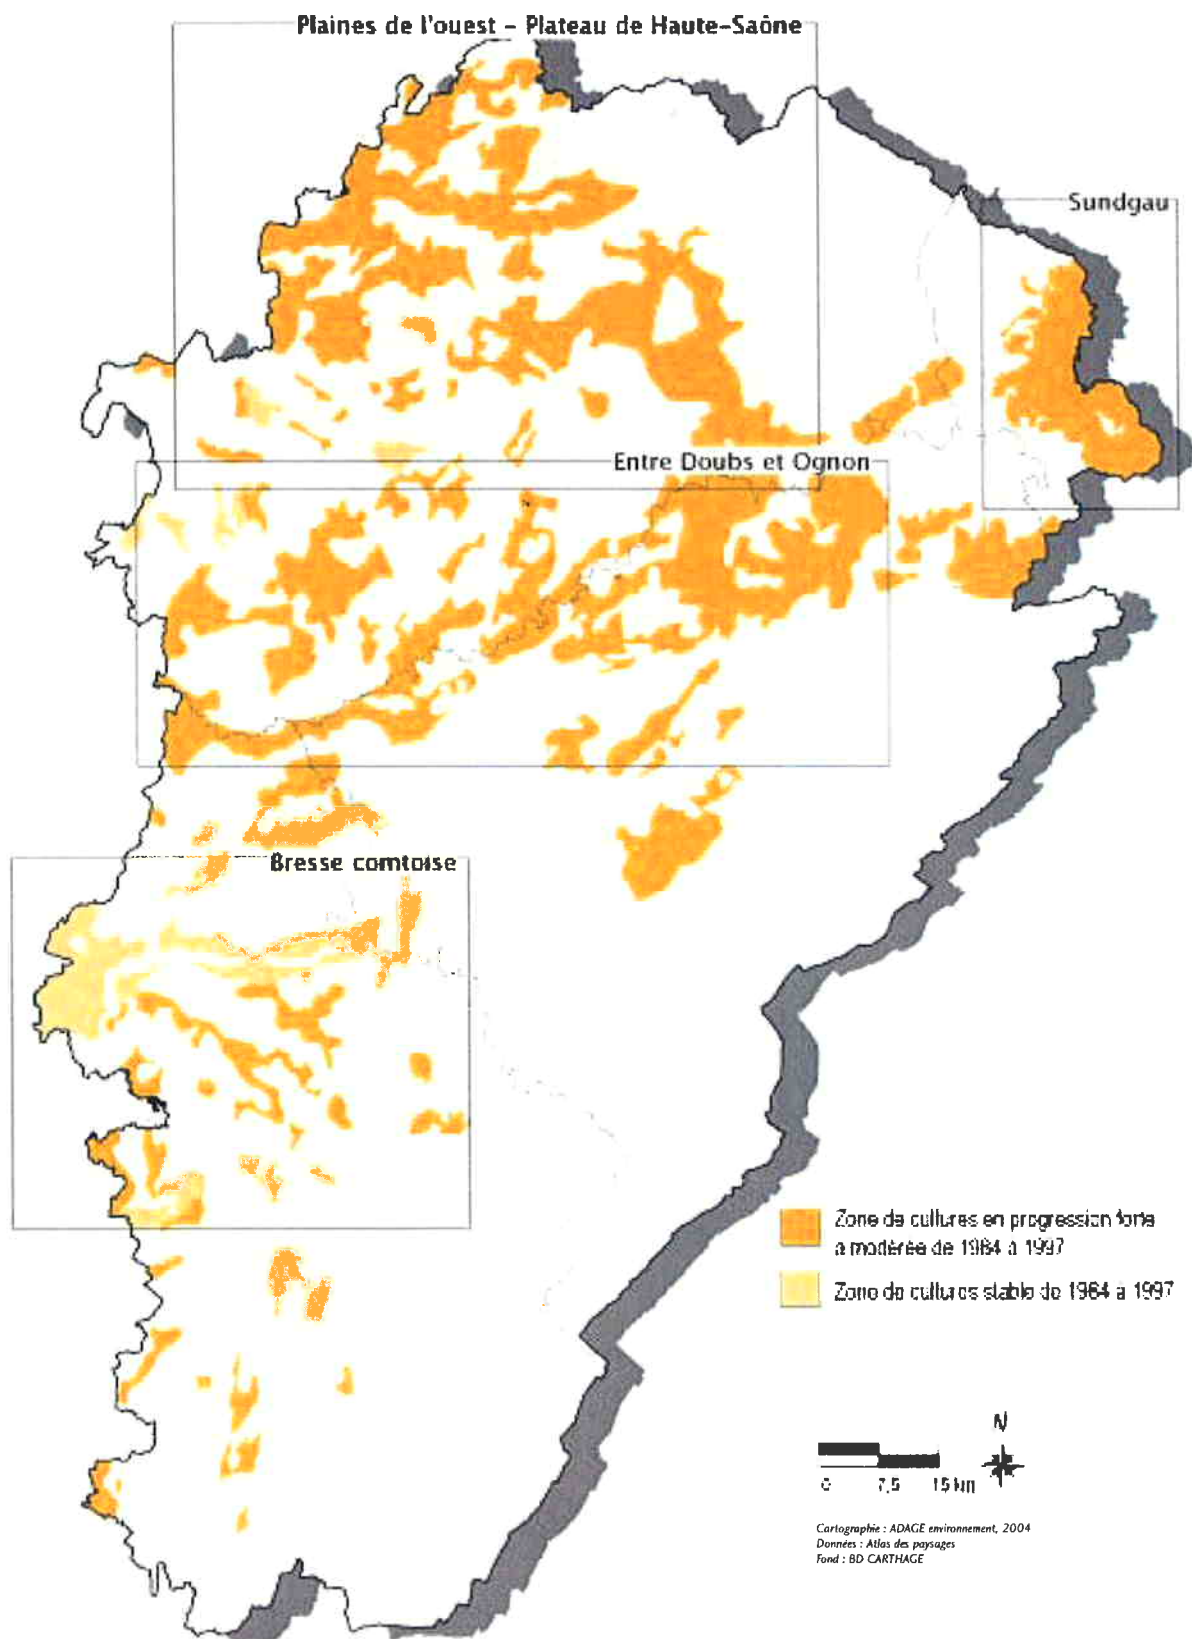 Plaines de l'ouest - Plateau de Haute-Saône
Sundgau
Entre Doubs et Ognon
Bresse comtoise
Zone de cultures en progression forte
à modérée de 1984 à 1997
Zone de cultures stable de 1984 à 1997
N
0 7,5 15 km
Cartographie : ADAGE environnement, 2004
Données : Atlas des paysages
Fond : BD CARTHAGE